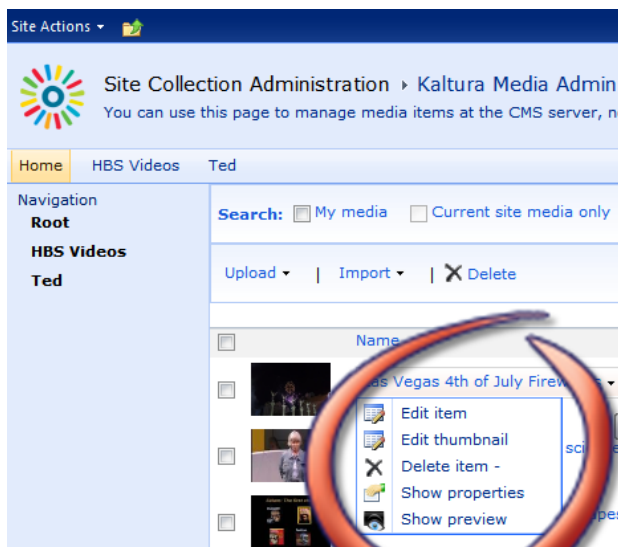 Site Actions
Site Collection Administration Kaltura Media Admin
You can use this page to manage media items at the CMS server, n
Home HBS Videos Ted
Navigation
Root
HBS Videos
Ted
Search: My media Current site media only
Upload | Import | Delete
Name
Vegas 4th of July
Edit item
Edit thumbnail
Delete item -
Show properties
Show preview